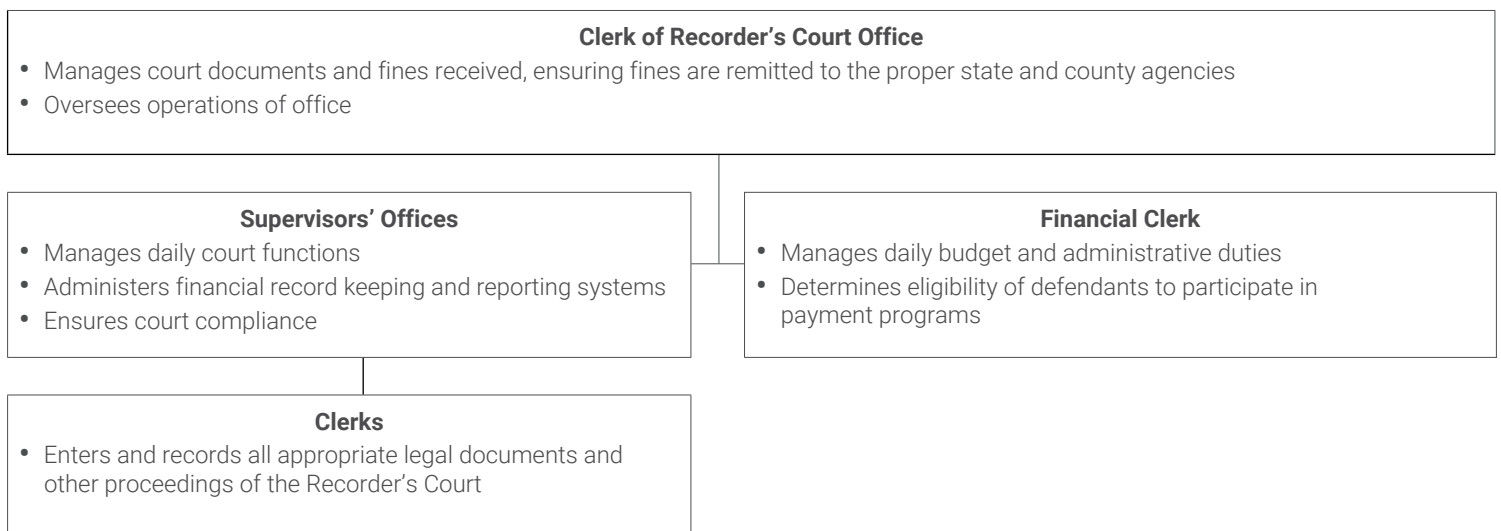 Clerk of Recorder’s Court Office
• Manages court documents and fines received, ensuring fines are remitted to the proper state and county agencies
• Oversees operations of office
Supervisors’ Offices
• Manages daily court functions
• Administers financial record keeping and reporting systems
• Ensures court compliance
Financial Clerk
• Manages daily budget and administrative duties
• Determines eligibility of defendants to participate in
payment programs
Clerks
• Enters and records all appropriate legal documents and
other proceedings of the Recorder’s Court